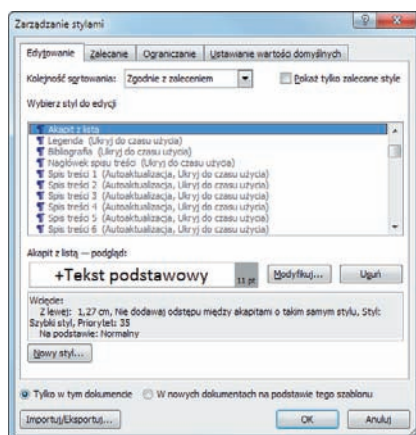 Zarządzanie stylami
Edytowanie Zalecanie Ograniczanie Ustawianie wartości domyślnych
Kolejność sortowania: Zgodnie z zaleceniem Pokaż tylko zalecane style
Wybierz styl do edycji
Akapit z listą
Legenda (Ukryj do czasu użycia)
Bibliografia (Ukryj do czasu użycia)
Nagłówek spisu treści (Ukryj do czasu użycia)
Spis treści 1 (Autoaktualizacja, Ukryj do czasu użycia)
Spis treści 2 (Autoaktualizacja, Ukryj do czasu użycia)
Spis treści 3 (Autoaktualizacja, Ukryj do czasu użycia)
Spis treści 4 (Autoaktualizacja, Ukryj do czasu użycia)
Spis treści 5 (Autoaktualizacja, Ukryj do czasu użycia)
Spis treści 6 (Autoaktualizacja, Ukryj do czasu użycia)
Akapit z listą — podgląd:
+Tekst podstawowy 11 pt Modyfikuj... Usuń
Wcięcie:
Z lewej: 1,27 cm, Nie dodawaj odstępu między akapitami o takim samym stylu, Styl:
Szybki styl, Priorytet: 35
Na podstawie: Normalny
Nowy styl...
Tylko w tym dokumencie W nowych dokumentach na podstawie tego szablonu
Importuj/Eksportuj... OK Anuluj